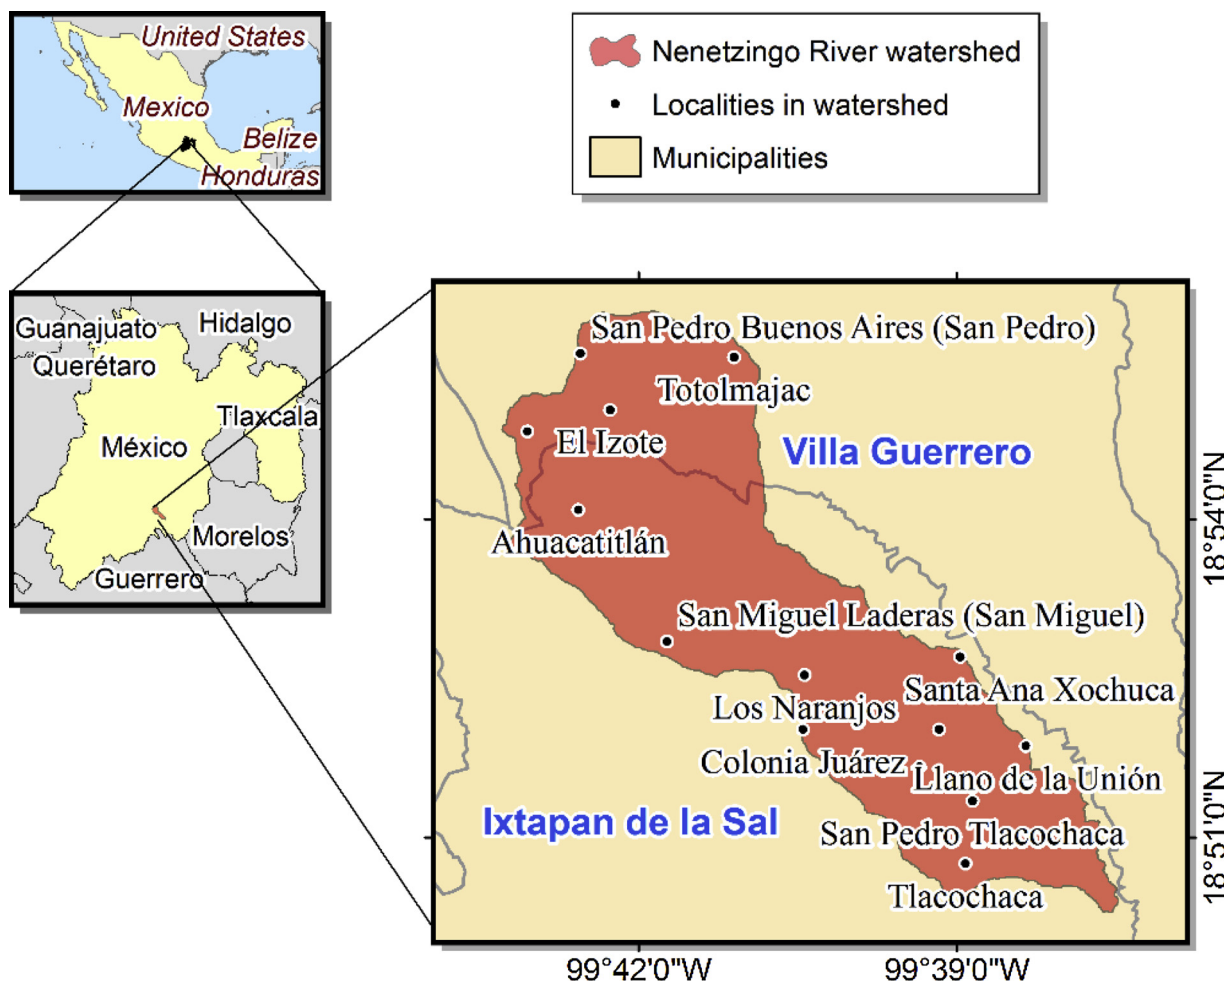 United States
Mexico
Belize
Honduras
Nenetzingo River watershed
Localities in watershed
Municipalities
Guanajuato
Hidalgo
Querétaro
Tlaxcala
México
Morelos
Guerrero
San Pedro Buenos Aires (San Pedro)
Totolmajac
El Izote
Villa Guerrero
Ahuacatitlán
San Miguel Laderas (San Miguel)
Santa Ana Xochuca
Los Naranjos
Colonia Juárez
Llano de la Unión
Ixtapan de la Sal
San Pedro Tlacochaca
Tlacochaca
18°54'0"N
18°51'0"N
99°42'0"W
99°39'0"W